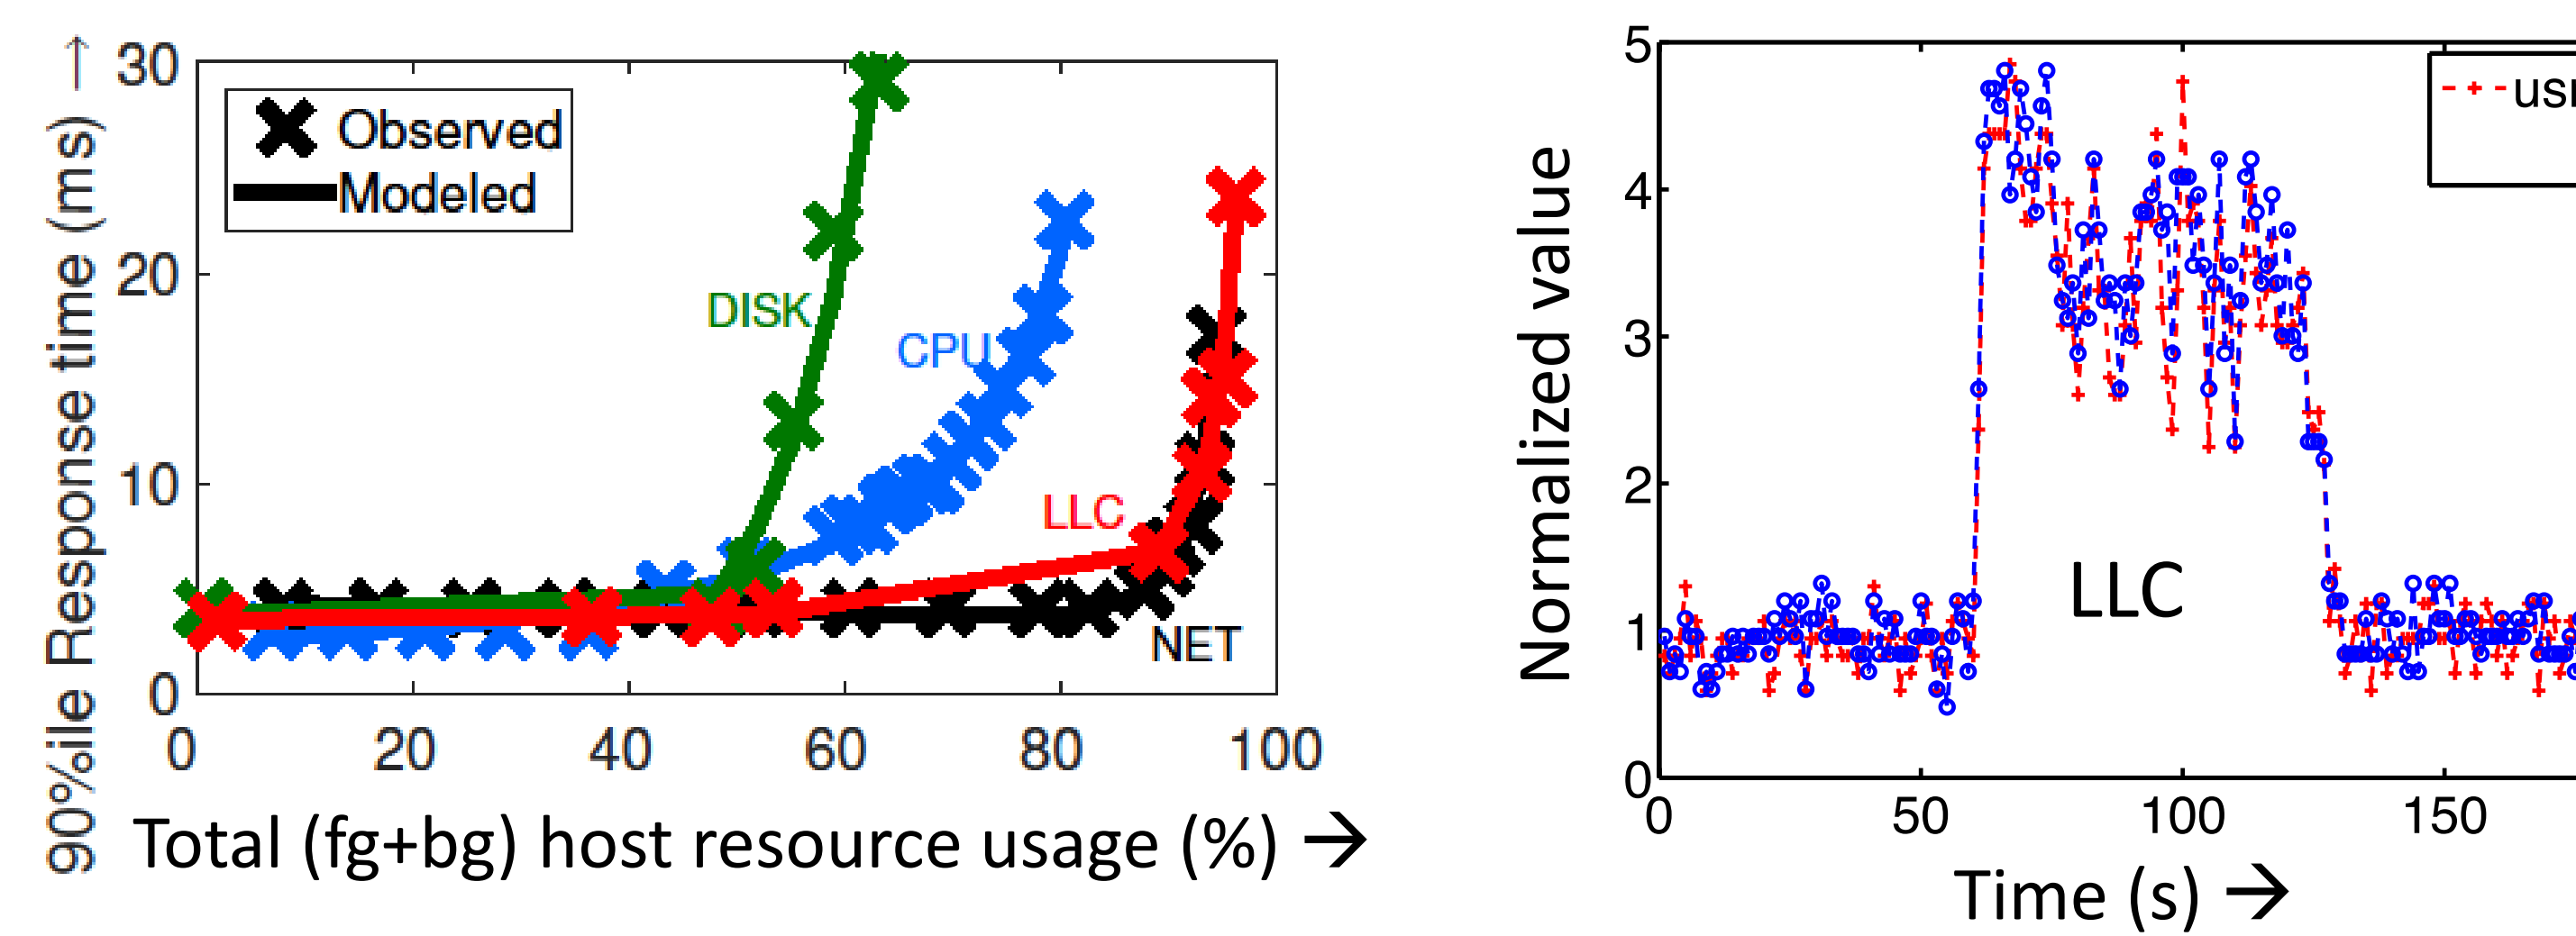 90%ile Response time (ms) →
30
20
10
0
Observed
Modeled
DISK
CPU
LLC
NET
0 20 40 60 80 100
Total (fg+bg) host resource usage (%) →
Normalized value
5
4
3
2
1
0
LLC
0 50 100 150
Time (s) →